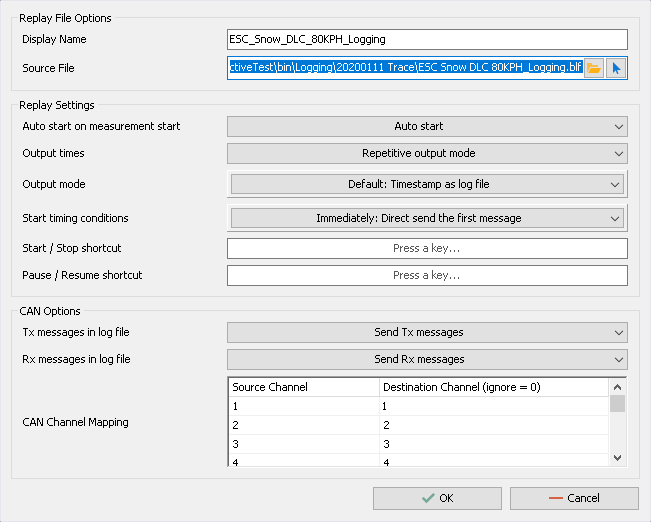 Replay File Options
Display Name ESC_Snow_DLC_80KPH_Logging
Source File ctiveTest\bin\Logging\20200111 Trace\ESC Snow DLC 80KPH_Logging.blf
Replay Settings
Auto start on measurement start Auto start
Output times Repetitive output mode
Output mode Default: Timestamp as log file
Start timing conditions Immediately: Direct send the first message
Start / Stop shortcut Press a key...
Pause / Resume shortcut Press a key...
CAN Options
Tx messages in log file Send Tx messages
Rx messages in log file Send Rx messages
CAN Channel Mapping
Source Channel Destination Channel (ignore = 0)
1 1
2 2
3 3
4 4
OK Cancel